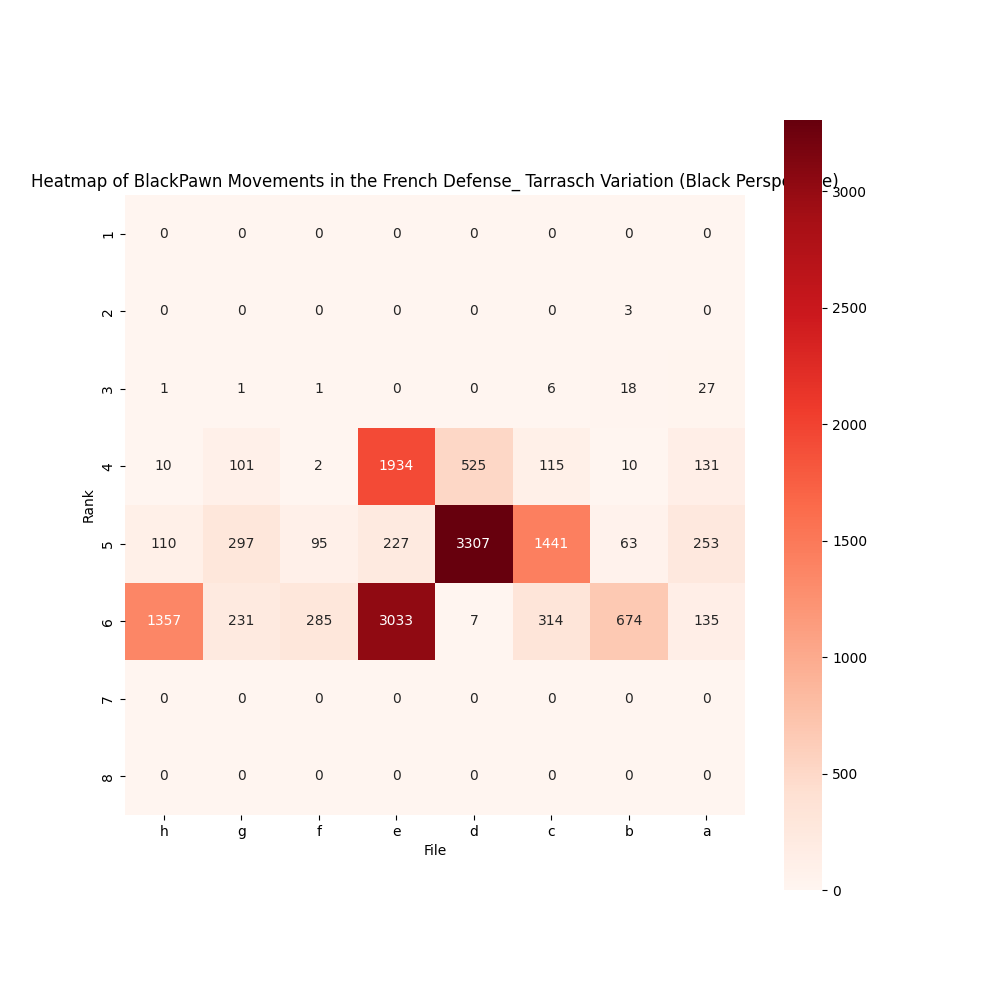 Heatmap of BlackPawn Movements in the French Defense_ Tarrasch Variation (Black Perspective)
1 0 0 0 0 0 0 0 0
2 0 0 0 0 0 0 3 0
3 1 1 1 0 0 6 18 27
4 10 101 2 1934 525 115 10 131
Rank
5 110 297 95 227 3307 1441 63 253
6 1357 231 285 3033 7 314 674 135
7 0 0 0 0 0 0 0 0
8 0 0 0 0 0 0 0 0
h g f e d c b a
File
3000
2500
2000
1500
1000
500
0